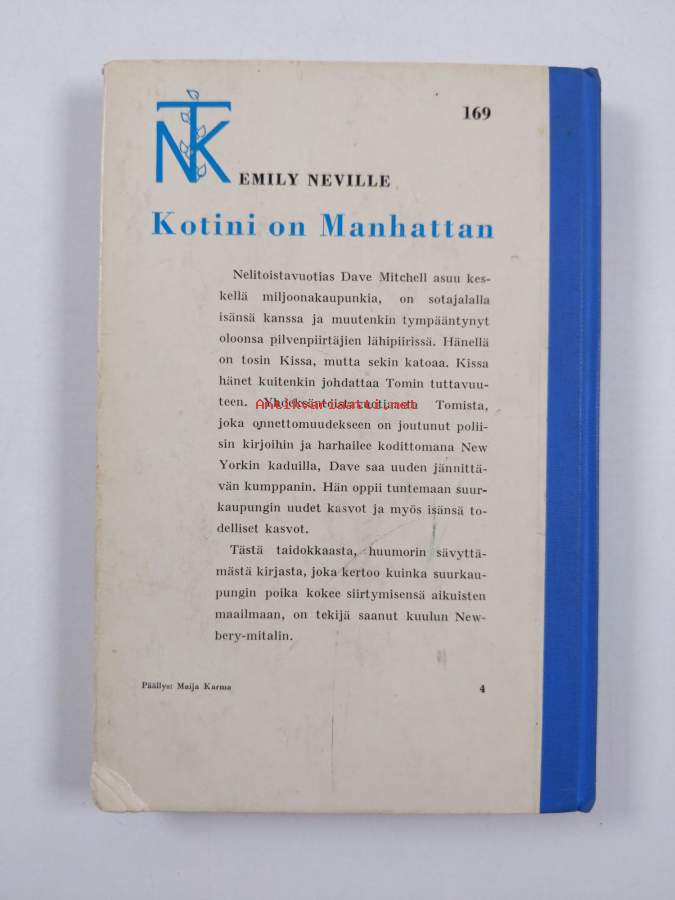 NTK
169
EMILY NEVILLE
Kotini on Manhattan
Nelitoistavuotias Dave Mitchell asuu kes-
kellä miljoonakaupunkia, on sotajalalla
isänsä kanssa ja muutenkin tympääntynyt
oloonsa pilvenpiirtäjien lähipiirissä. Hänellä
on tosin Kissa, mutta sekin katoaa. Kissa
hänet kuitenkin johdattaa Tomin tuttavuu-
teen. Yhdeksäntoistavuotiaasta Tomista,
Antikvariaatti.net
joka onnettomuudekseen on joutunut polii-
sin kirjoihin ja harhailee kodittomana New
Yorkin kaduilla, Dave saa uuden jännittä-
vän kumppanin. Hän oppii tuntemaan suur-
kaupungin uudet kasvot ja myös isänsä to-
delliset kasvot.
Tästä taidokkaasta, huumorin sävyttä-
mästä kirjasta, joka kertoo kuinka suurkau-
pungin poika kokee siirtymisensä aikuisten
maailmaan, on tekijä saanut kuulun New-
bery-mitalin.
Päällys: Maija Karma
4